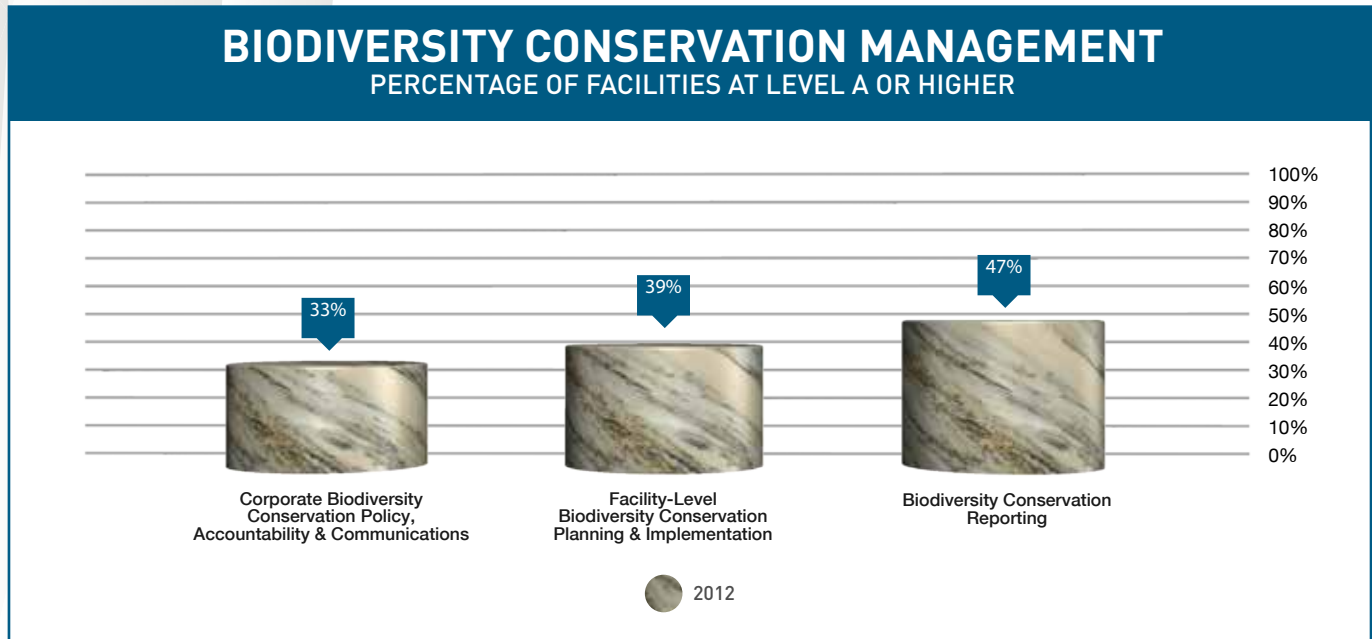 BIODIVERSITY CONSERVATION MANAGEMENT
PERCENTAGE OF FACILITIES AT LEVEL A OR HIGHER
100%
90%
80%
70%
60%
50%
40%
30%
20%
10%
0%
33%
39%
47%
Corporate Biodiversity
Conservation Policy,
Accountability & Communications
Facility-Level
Biodiversity Conservation
Planning & Implementation
Biodiversity Conservation
Reporting
2012